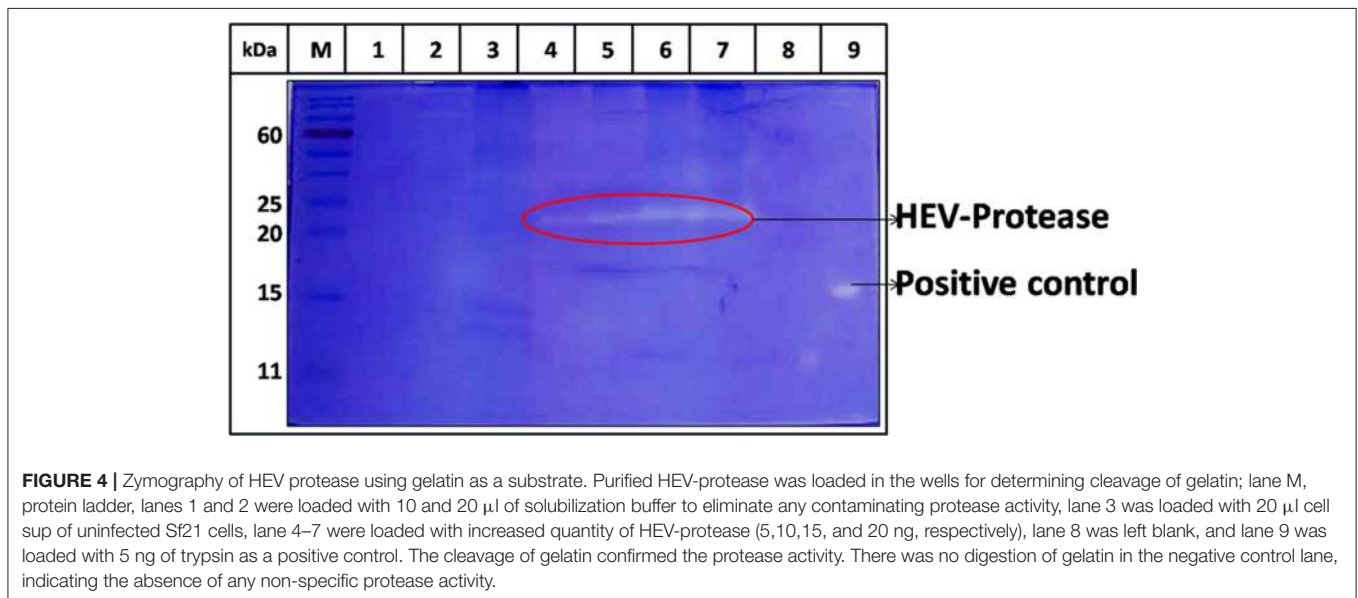 kDa M 1 2 3 4 5 6 7 8 9
60
25
HEV-Protease
20
15 Positive control
11
FIGURE 4 | Zymography of HEV protease using gelatin as a substrate. Purified HEV-protease was loaded in the wells for determining cleavage of gelatin; lane M,
protein ladder, lanes 1 and 2 were loaded with 10 and 20 μl of solubilization buffer to eliminate any contaminating protease activity, lane 3 was loaded with 20 μl cell
sup of uninfected Sf21 cells, lane 4–7 were loaded with increased quantity of HEV-protease (5,10,15, and 20 ng, respectively), lane 8 was left blank, and lane 9 was
loaded with 5 ng of trypsin as a positive control. The cleavage of gelatin confirmed the protease activity. There was no digestion of gelatin in the negative control lane,
indicating the absence of any non-specific protease activity.